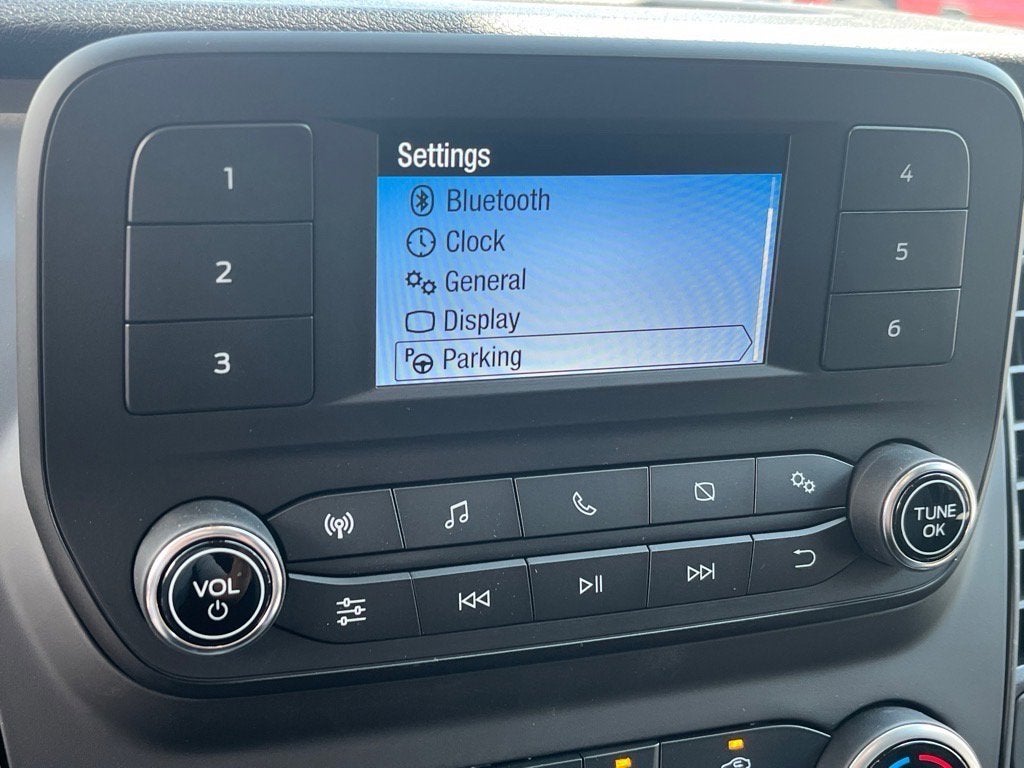 Settings
Bluetooth
Clock
General
Display
P Parking
1
2
3
4
5
6
VOL
TUNE
OK